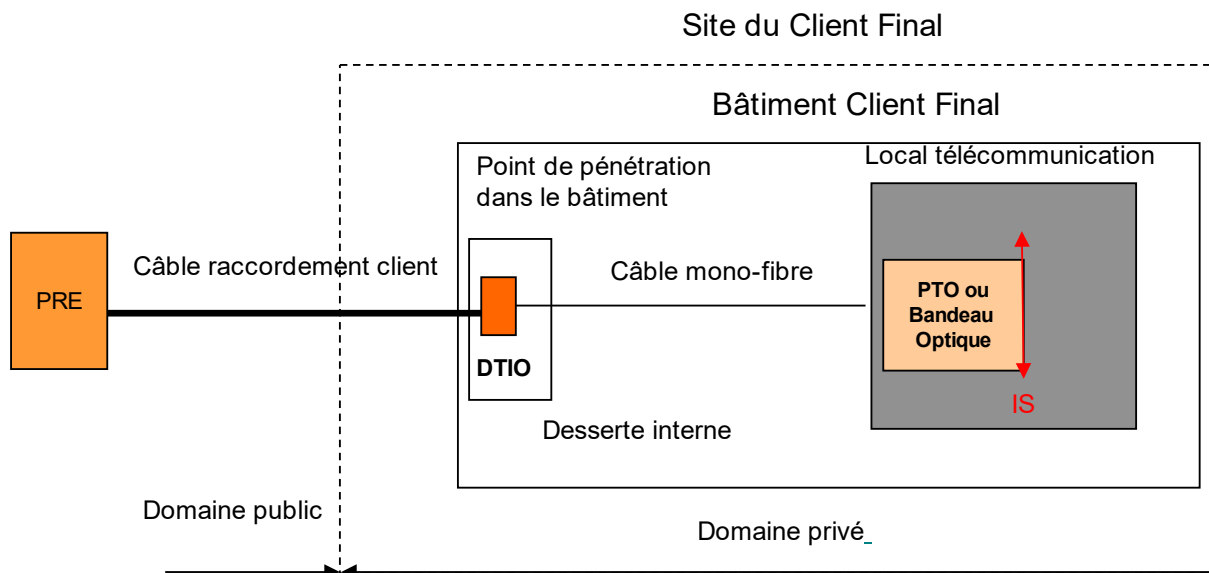 Site du Client Final
Bâtiment Client Final
Point de pénétration
dans le bâtiment
Local télécommunication
Câble raccordement client
Câble mono-fibre
PRE
PTO ou
Bandeau
Optique
DTIO
IS
Desserte interne
Domaine public
Domaine privé